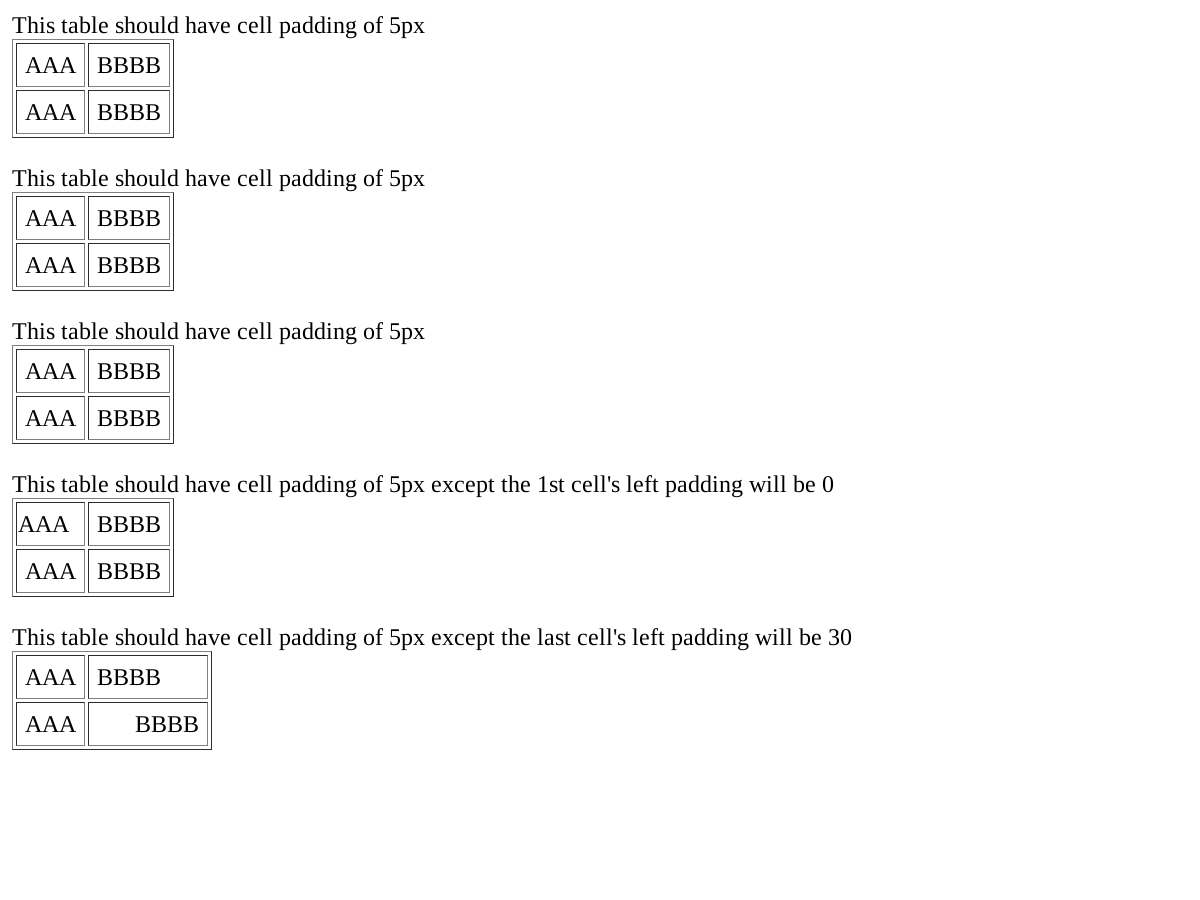 This table should have cell padding of 5px
AAA BBBB
AAA BBBB
This table should have cell padding of 5px
AAA BBBB
AAA BBBB
This table should have cell padding of 5px
AAA BBBB
AAA BBBB
This table should have cell padding of 5px except the 1st cell's left padding will be 0
AAA BBBB
AAA BBBB
This table should have cell padding of 5px except the last cell's left padding will be 30
AAA BBBB
AAA BBBB